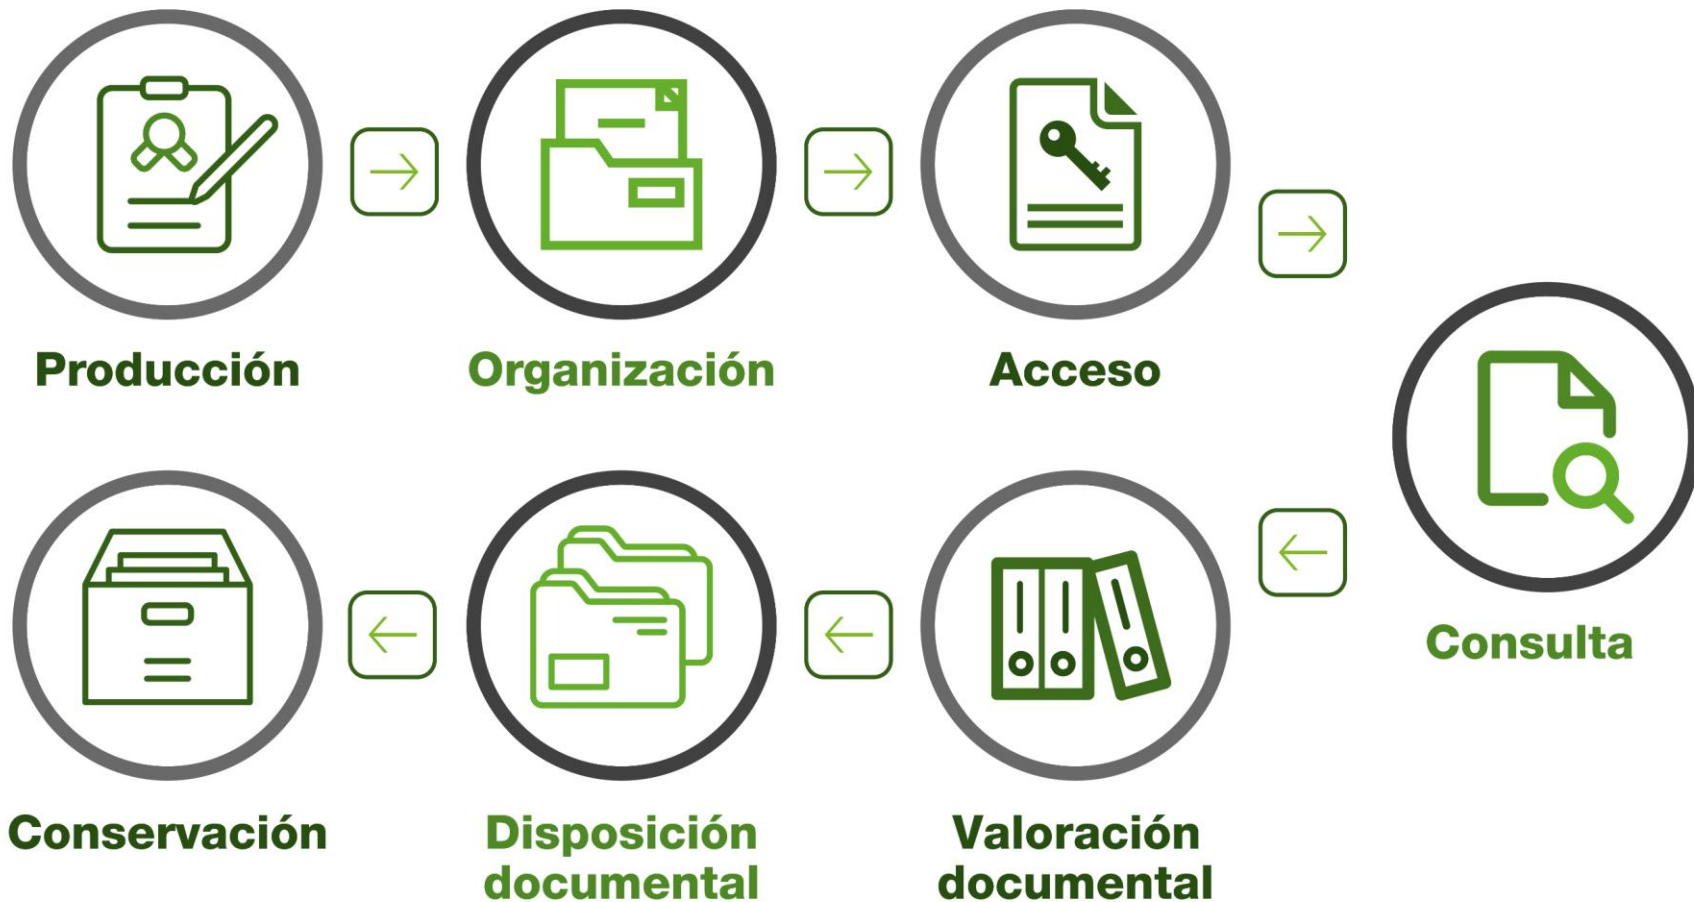 Producción
Organización
Acceso
Consulta
Conservación
Disposición
documental
Valoración
documental